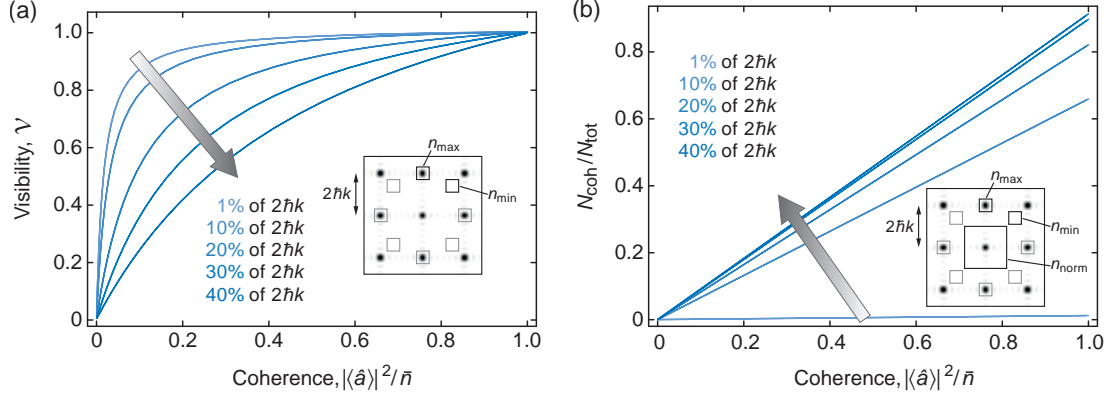 (a)
1.0
0.8
0.6
0.4
0.2
0
Visibility, 𝒱
n_max
n_min
2ℏk
1% of 2ℏk
10% of 2ℏk
20% of 2ℏk
30% of 2ℏk
40% of 2ℏk
0.0 0.2 0.4 0.6 0.8 1.0
Coherence, |⟨â⟩|²/n̄
(b)
0.8
0.6
0.4
0.2
0
N_coh/N_tot
1% of 2ℏk
10% of 2ℏk
20% of 2ℏk
30% of 2ℏk
40% of 2ℏk
n_max
n_min
n_norm
2ℏk
0.0 0.2 0.4 0.6 0.8 1.0
Coherence, |⟨â⟩|²/n̄